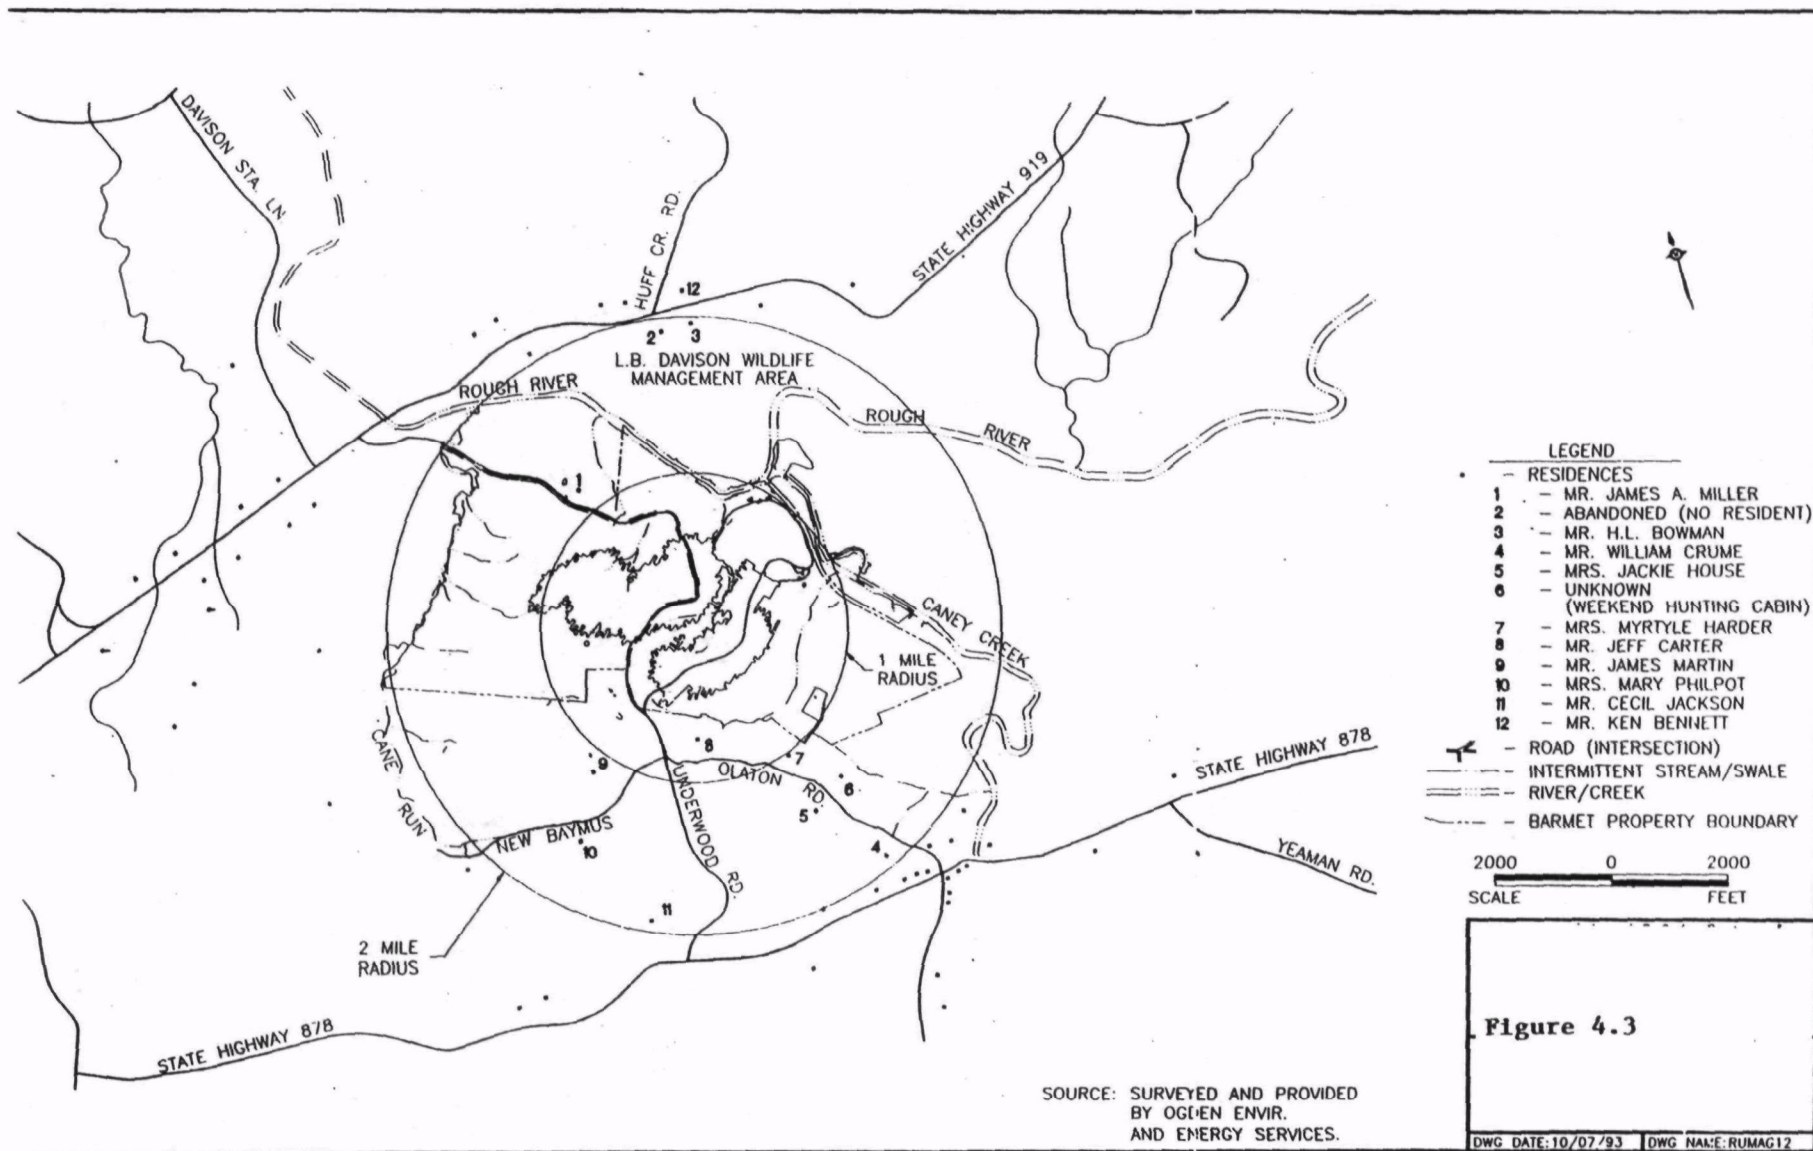 DAVISON STA. LN
HUFF CR. RD.
STATE HIGHWAY 919
12
2
3
L.B. DAVISON WILDLIFE
MANAGEMENT AREA
ROUGH RIVER
ROUGH
RIVER
1
CANEY CREEK
1 MILE
RADIUS
8
7
9
OLATON
RD.
6
5
CANE
RUN
NEW BAYMUS
10
UNDERWOOD
RD.
4
11
2 MILE
RADIUS
STATE HIGHWAY 878
STATE HIGHWAY 878
YEAMAN RD.
LEGEND
– RESIDENCES
1 – MR. JAMES A. MILLER
2 – ABANDONED (NO RESIDENT)
3 – MR. H.L. BOWMAN
4 – MR. WILLIAM CRUME
5 – MRS. JACKIE HOUSE
6 – UNKNOWN
(WEEKEND HUNTING CABIN)
7 – MRS. MYRTYLE HARDER
8 – MR. JEFF CARTER
9 – MR. JAMES MARTIN
10 – MRS. MARY PHILPOT
11 – MR. CECIL JACKSON
12 – MR. KEN BENNETT
– ROAD (INTERSECTION)
– INTERMITTENT STREAM/SWALE
– RIVER/CREEK
– BARMET PROPERTY BOUNDARY
2000 0 2000
SCALE FEET
Figure 4.3
SOURCE: SURVEYED AND PROVIDED
BY OGDEN ENVIR.
AND ENERGY SERVICES.
DWG DATE:10/07/93 DWG NAME:RUMAG12